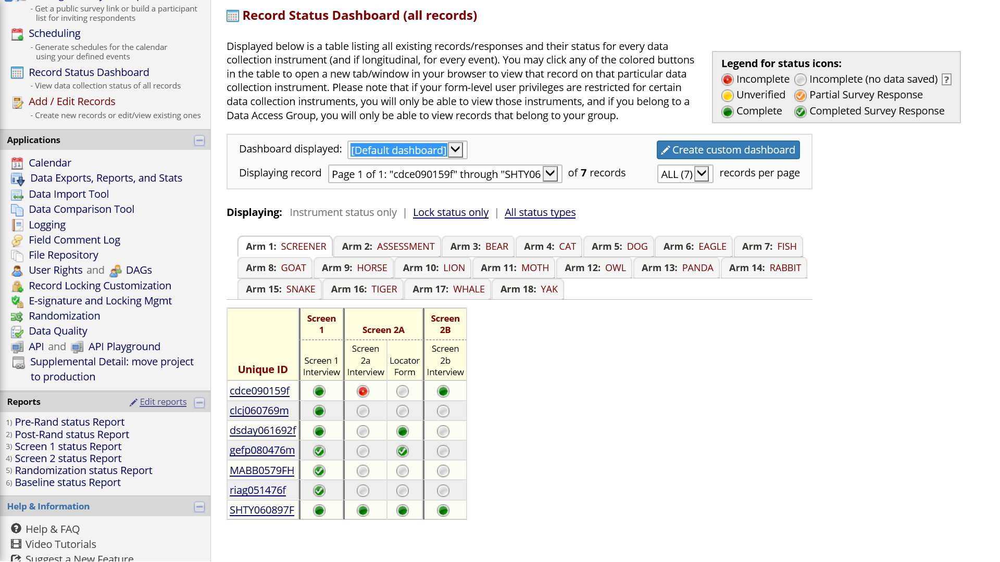 - Get a public survey link or build a participant
list for inviting respondents
Scheduling
- Generate schedules for the calendar
using your defined events
Record Status Dashboard
- View data collection status of all records
Add / Edit Records
- Create new records or edit/view existing ones
Applications
Calendar
Data Exports, Reports, and Stats
Data Import Tool
Data Comparison Tool
Logging
Field Comment Log
File Repository
User Rights and DAGs
Record Locking Customization
E-signature and Locking Mgmt
Randomization
Data Quality
API and API Playground
Supplemental Detail: move project
to production
Reports Edit reports
1) Pre-Rand status Report
2) Post-Rand status Report
3) Screen 1 status Report
4) Screen 2 status Report
5) Randomization status Report
6) Baseline status Report
Help & Information
Help & FAQ
Video Tutorials
Suggest a New Feature
Record Status Dashboard (all records)
Displayed below is a table listing all existing records/responses and their status for every data
collection instrument (and if longitudinal, for every event). You may click any of the colored buttons
in the table to open a new tab/window in your browser to view that record on that particular data
collection instrument. Please note that if your form-level user privileges are restricted for certain
data collection instruments, you will only be able to view those instruments, and if you belong to a
Data Access Group, you will only be able to view records that belong to your group.
Legend for status icons:
Incomplete Incomplete (no data saved) ?
Unverified Partial Survey Response
Complete Completed Survey Response
Dashboard displayed: [Default dashboard] Create custom dashboard
Displaying record Page 1 of 1: "cdce090159f" through "SHTY06 of 7 records ALL (7) records per page
Displaying: Instrument status only | Lock status only | All status types
Arm 1: SCREENER Arm 2: ASSESSMENT Arm 3: BEAR Arm 4: CAT Arm 5: DOG Arm 6: EAGLE Arm 7: FISH
Arm 8: GOAT Arm 9: HORSE Arm 10: LION Arm 11: MOTH Arm 12: OWL Arm 13: PANDA Arm 14: RABBIT
Arm 15: SNAKE Arm 16: TIGER Arm 17: WHALE Arm 18: YAK
Unique ID
Screen
1
Screen 2A
Screen
2B
Screen 1
Interview
Screen
2a
Interview
Locator
Form
Screen
2b
Interview
cdce090159f
clcj060769m
dsday061692f
gefp080476m
MABB0579FH
riag051476f
SHTY060897F